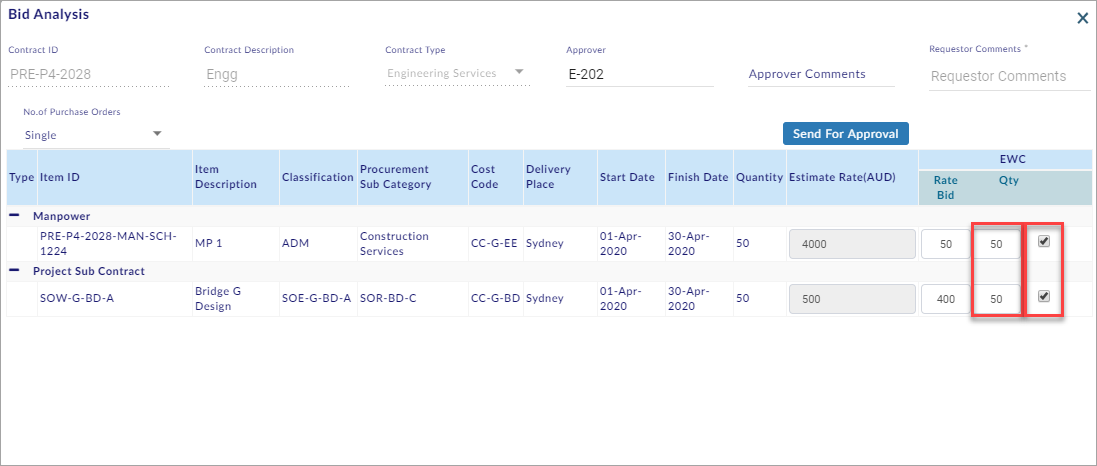 Bid Analysis
Contract ID
Contract Description
Contract Type
Approver
Requestor Comments *
PRE-P4-2028
Engg
Engineering Services
E-202
Approver Comments
Requestor Comments
No.of Purchase Orders
Single
Send For Approval
Type
Item ID
Item
Description
Classification
Procurement
Sub Category
Cost
Code
Delivery
Place
Start Date
Finish Date
Quantity
Estimate Rate(AUD)
EWC
Rate
Bid
Qty
Manpower
PRE-P4-2028-MAN-SCH-
1224
MP 1
ADM
Construction
Services
CC-G-EE
Sydney
01-Apr-
2020
30-Apr-
2020
50
4000
50
50
Project Sub Contract
SOW-G-BD-A
Bridge G
Design
SOE-G-BD-A
SOR-BD-C
CC-G-BD
Sydney
01-Apr-
2020
30-Apr-
2020
50
500
400
50